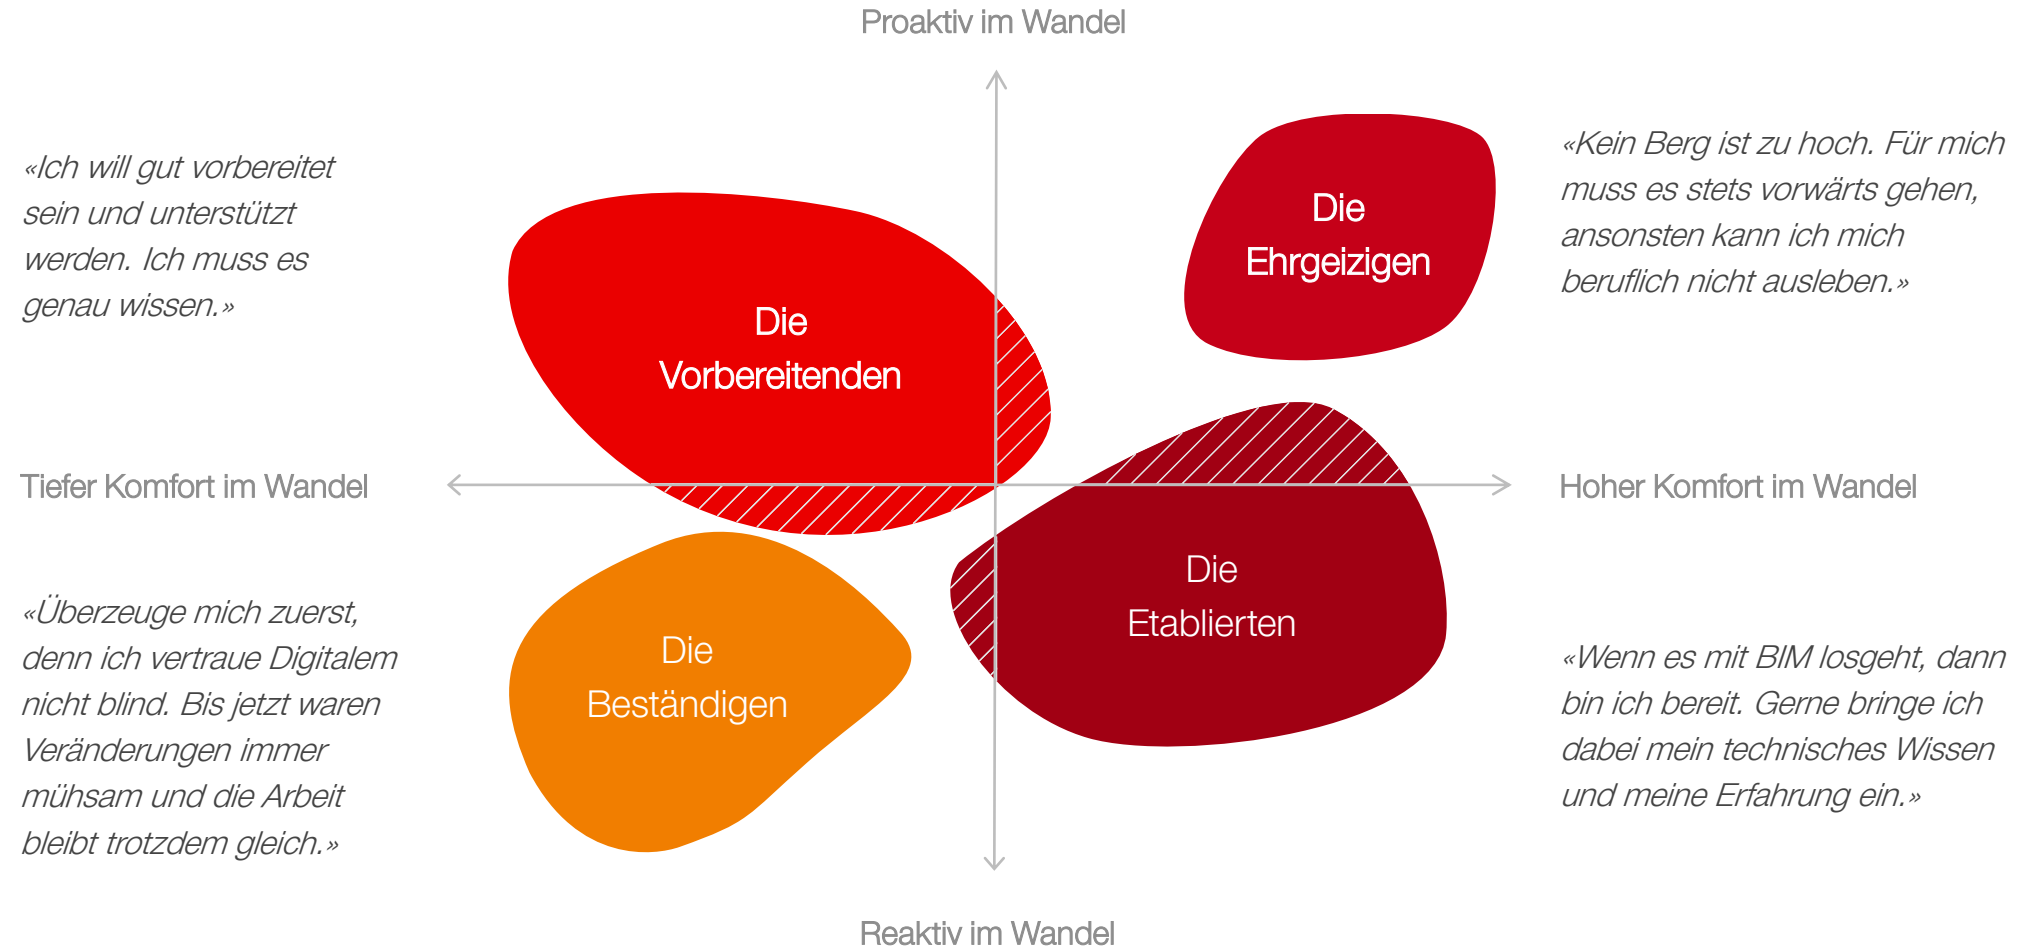 Proaktiv im Wandel
«Ich will gut vorbereitet
sein und unterstützt
werden. Ich muss es
genau wissen.»
Die
Vorbereitenden
Die
Ehrgeizigen
«Kein Berg ist zu hoch. Für mich
muss es stets vorwärts gehen,
ansonsten kann ich mich
beruflich nicht ausleben.»
Tiefer Komfort im Wandel
Hoher Komfort im Wandel
«Überzeuge mich zuerst,
denn ich vertraue Digitalem
nicht blind. Bis jetzt waren
Veränderungen immer
mühsam und die Arbeit
bleibt trotzdem gleich.»
Die
Beständigen
Die
Etablierten
«Wenn es mit BIM losgeht, dann
bin ich bereit. Gerne bringe ich
dabei mein technisches Wissen
und meine Erfahrung ein.»
Reaktiv im Wandel